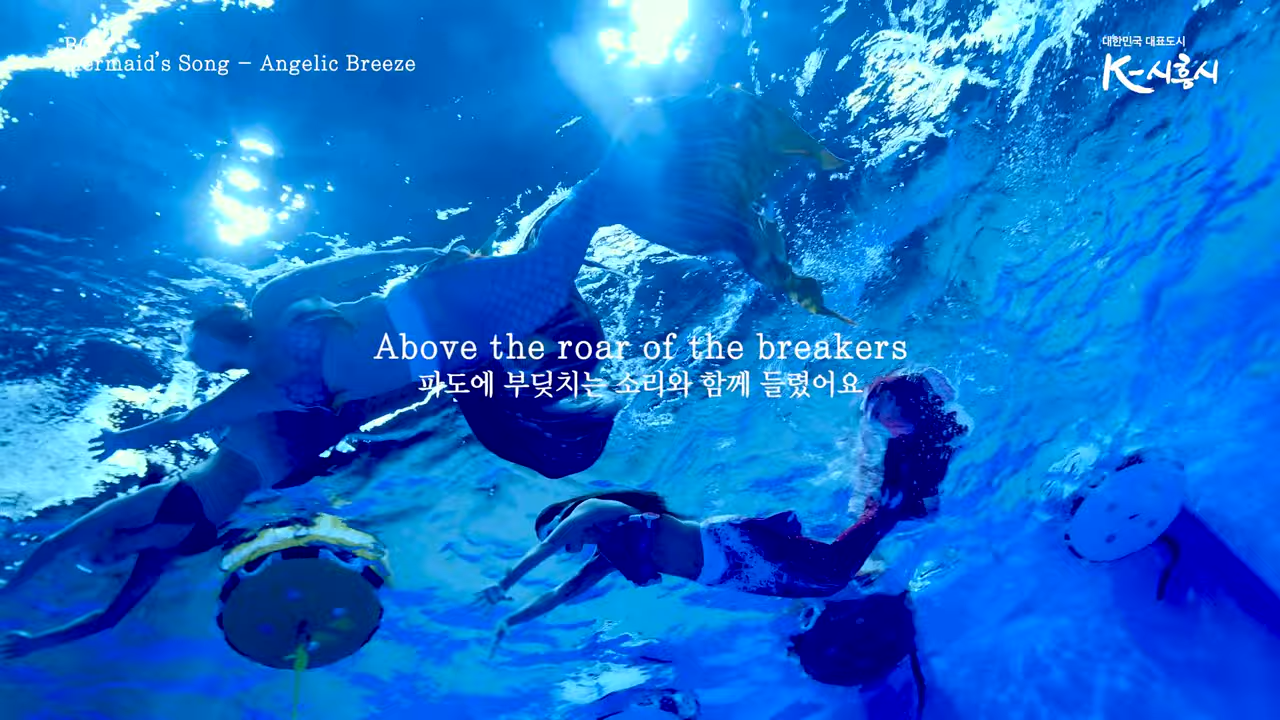 Mermaid's Song – Angelic Breeze
대한민국 대표도시
K-시흥시
Above the roar of the breakers
파도에 부딪치는 소리와 함께 들렸어요